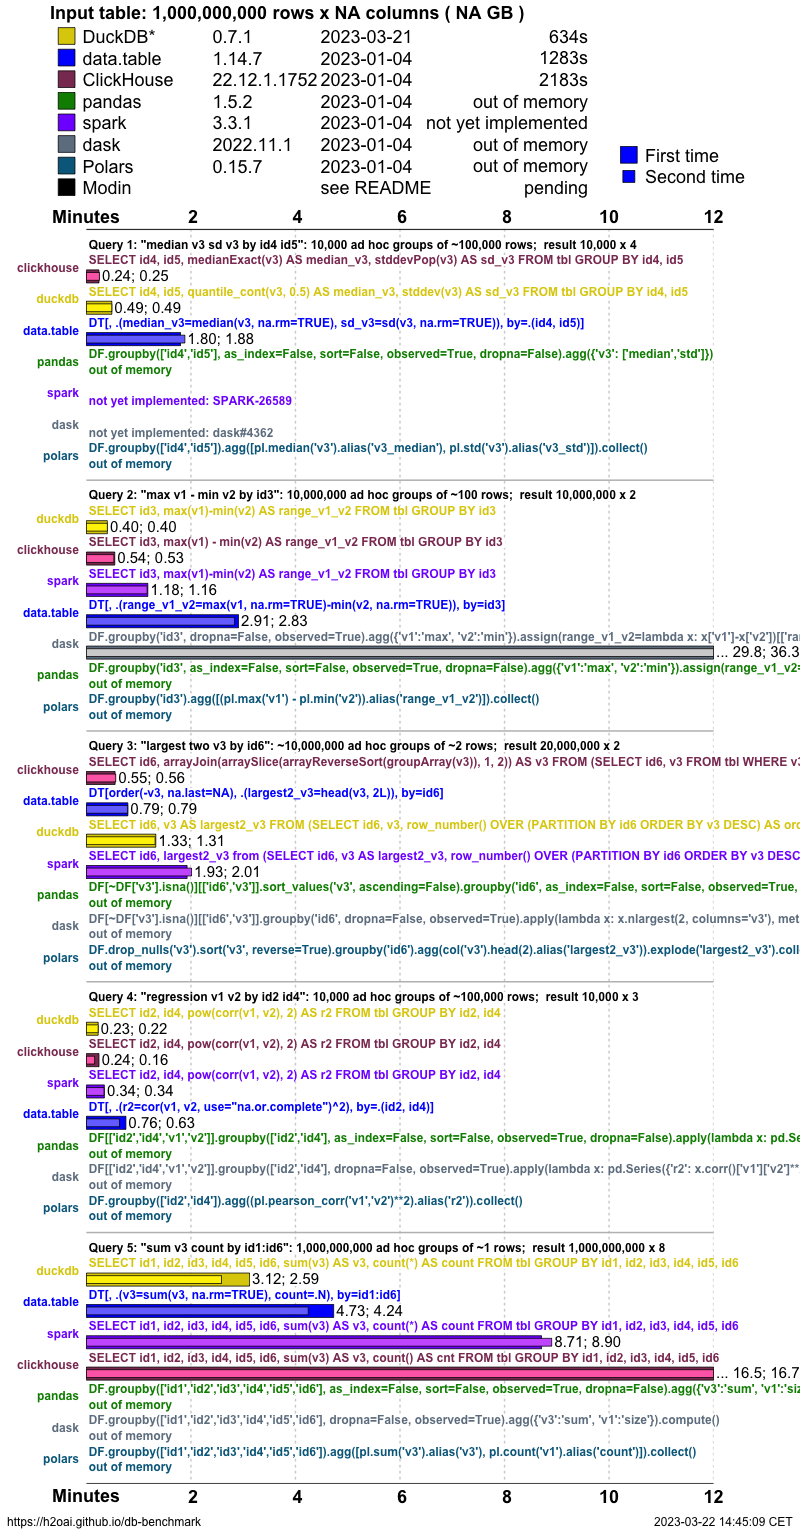 Input table: 1,000,000,000 rows x NA columns ( NA GB )
DuckDB* 0.7.1 2023-03-21 634s
data.table 1.14.7 2023-01-04 1283s
ClickHouse 22.12.1.1752 2023-01-04 2183s
pandas 1.5.2 2023-01-04 out of memory
spark 3.3.1 2023-01-04 not yet implemented
dask 2022.11.1 2023-01-04 out of memory
Polars 0.15.7 2023-01-04 out of memory
Modin see README pending
First time
Second time
Minutes 2 4 6 8 10 12
Query 1: "median v3 sd v3 by id4 id5": 10,000 ad hoc groups of ~100,000 rows; result 10,000 x 4
SELECT id4, id5, medianExact(v3) AS median_v3, stddevPop(v3) AS sd_v3 FROM tbl GROUP BY id4, id5
clickhouse 0.24; 0.25
SELECT id4, id5, quantile_cont(v3, 0.5) AS median_v3, stddev(v3) AS sd_v3 FROM tbl GROUP BY id4, id5
duckdb 0.49; 0.49
DT[, .(median_v3=median(v3, na.rm=TRUE), sd_v3=sd(v3, na.rm=TRUE)), by=.(id4, id5)]
data.table 1.80; 1.88
DF.groupby(['id4','id5'], as_index=False, sort=False, observed=True, dropna=False).agg({'v3': ['median','std']})
pandas out of memory
spark not yet implemented: SPARK-26589
dask not yet implemented: dask#4362
DF.groupby(['id4','id5']).agg([pl.median('v3').alias('v3_median'), pl.std('v3').alias('v3_std')]).collect()
polars out of memory
Query 2: "max v1 - min v2 by id3": 10,000,000 ad hoc groups of ~100 rows; result 10,000,000 x 2
SELECT id3, max(v1)-min(v2) AS range_v1_v2 FROM tbl GROUP BY id3
duckdb 0.40; 0.40
SELECT id3, max(v1) - min(v2) AS range_v1_v2 FROM tbl GROUP BY id3
clickhouse 0.54; 0.53
SELECT id3, max(v1)-min(v2) AS range_v1_v2 FROM tbl GROUP BY id3
spark 1.18; 1.16
DT[, .(range_v1_v2=max(v1, na.rm=TRUE)-min(v2, na.rm=TRUE)), by=id3]
data.table 2.91; 2.83
DF.groupby('id3', dropna=False, observed=True).agg({'v1':'max', 'v2':'min'}).assign(range_v1_v2=lambda x: x['v1']-x['v2'])[['ra
dask ... 29.8; 36.3
DF.groupby('id3', as_index=False, sort=False, observed=True, dropna=False).agg({'v1':'max', 'v2':'min'}).assign(range_v1_v2=
pandas out of memory
DF.groupby('id3').agg([(pl.max('v1') - pl.min('v2')).alias('range_v1_v2')]).collect()
polars out of memory
Query 3: "largest two v3 by id6": ~10,000,000 ad hoc groups of ~2 rows; result 20,000,000 x 2
SELECT id6, arrayJoin(arraySlice(arrayReverseSort(groupArray(v3)), 1, 2)) AS v3 FROM (SELECT id6, v3 FROM tbl WHERE v3
clickhouse 0.55; 0.56
DT[order(-v3, na.last=NA), .(largest2_v3=head(v3, 2L)), by=id6]
data.table 0.79; 0.79
SELECT id6, v3 AS largest2_v3 FROM (SELECT id6, v3, row_number() OVER (PARTITION BY id6 ORDER BY v3 DESC) AS ord
duckdb 1.33; 1.31
SELECT id6, largest2_v3 from (SELECT id6, v3 AS largest2_v3, row_number() OVER (PARTITION BY id6 ORDER BY v3 DESC
spark 1.93; 2.01
DF[~DF['v3'].isna()][['id6','v3']].sort_values('v3', ascending=False).groupby('id6', as_index=False, sort=False, observed=True,
pandas out of memory
DF[~DF['v3'].isna()][['id6','v3']].groupby('id6', dropna=False, observed=True).apply(lambda x: x.nlargest(2, columns='v3'), met
dask out of memory
DF.drop_nulls('v3').sort('v3', reverse=True).groupby('id6').agg(col('v3').head(2).alias('largest2_v3')).explode('largest2_v3').coll
polars out of memory
Query 4: "regression v1 v2 by id2 id4": 10,000 ad hoc groups of ~100,000 rows; result 10,000 x 3
SELECT id2, id4, pow(corr(v1, v2), 2) AS r2 FROM tbl GROUP BY id2, id4
duckdb 0.23; 0.22
SELECT id2, id4, pow(corr(v1, v2), 2) AS r2 FROM tbl GROUP BY id2, id4
clickhouse 0.24; 0.16
SELECT id2, id4, pow(corr(v1, v2), 2) AS r2 FROM tbl GROUP BY id2, id4
spark 0.34; 0.34
DT[, .(r2=cor(v1, v2, use="na.or.complete")^2), by=.(id2, id4)]
data.table 0.76; 0.63
DF[['id2','id4','v1','v2']].groupby(['id2','id4'], as_index=False, sort=False, observed=True, dropna=False).apply(lambda x: pd.Se
pandas out of memory
DF[['id2','id4','v1','v2']].groupby(['id2','id4'], dropna=False, observed=True).apply(lambda x: pd.Series({'r2': x.corr()['v1']['v2']**
dask out of memory
DF.groupby(['id2','id4']).agg((pl.pearson_corr('v1','v2')**2).alias('r2')).collect()
polars out of memory
Query 5: "sum v3 count by id1:id6": 1,000,000,000 ad hoc groups of ~1 rows; result 1,000,000,000 x 8
SELECT id1, id2, id3, id4, id5, id6, sum(v3) AS v3, count(*) AS count FROM tbl GROUP BY id1, id2, id3, id4, id5, id6
duckdb 3.12; 2.59
DT[, .(v3=sum(v3, na.rm=TRUE), count=.N), by=id1:id6]
data.table 4.73; 4.24
SELECT id1, id2, id3, id4, id5, id6, sum(v3) AS v3, count(*) AS count FROM tbl GROUP BY id1, id2, id3, id4, id5, id6
spark 8.71; 8.90
SELECT id1, id2, id3, id4, id5, id6, sum(v3) AS v3, count() AS cnt FROM tbl GROUP BY id1, id2, id3, id4, id5, id6
clickhouse ... 16.5; 16.7
DF.groupby(['id1','id2','id3','id4','id5','id6'], as_index=False, sort=False, observed=True, dropna=False).agg({'v3':'sum', 'v1':'siz
pandas out of memory
DF.groupby(['id1','id2','id3','id4','id5','id6'], dropna=False, observed=True).agg({'v3':'sum', 'v1':'size'}).compute()
dask out of memory
DF.groupby(['id1','id2','id3','id4','id5','id6']).agg([pl.sum('v3').alias('v3'), pl.count('v1').alias('count')]).collect()
polars out of memory
Minutes 2 4 6 8 10 12
https://h2oai.github.io/db-benchmark 2023-03-22 14:45:09 CET